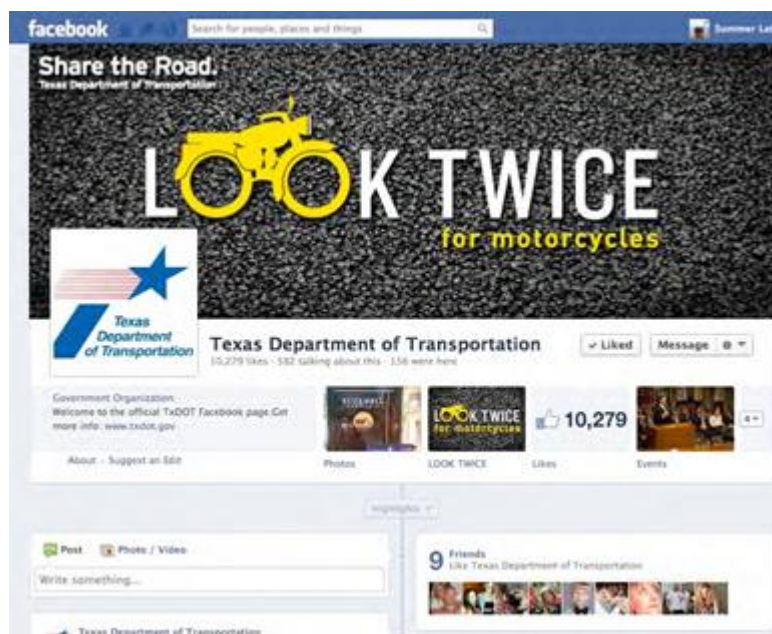 facebook
Search for people, places and things
Summer
Share the Road.
Texas Department of Transportation
LOOK TWICE
for motorcycles
Texas
Department
of Transportation
Texas Department of Transportation
10,279 likes · 582 talking about this · 156 were here
Liked
Message
Government Organization
Welcome to the official TxDOT Facebook page.Get
more info. www.txdot.gov
About - Suggest an Edit
LOOK TWICE
for motorcycles
10,279
4
Photos
LOOK TWICE
Likes
Events
Highlights
Post
Photo / Video
Write something...
9 Friends
Like Texas Department of Transportation
Texas Department of Transportation